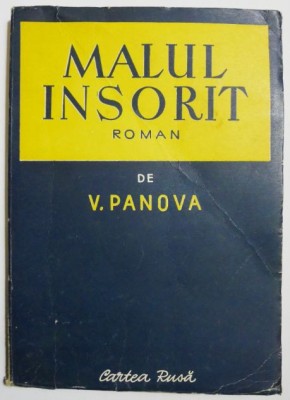 MALUL
INSORIT
ROMAN
DE
V. PANOVA
Cartea Rusă